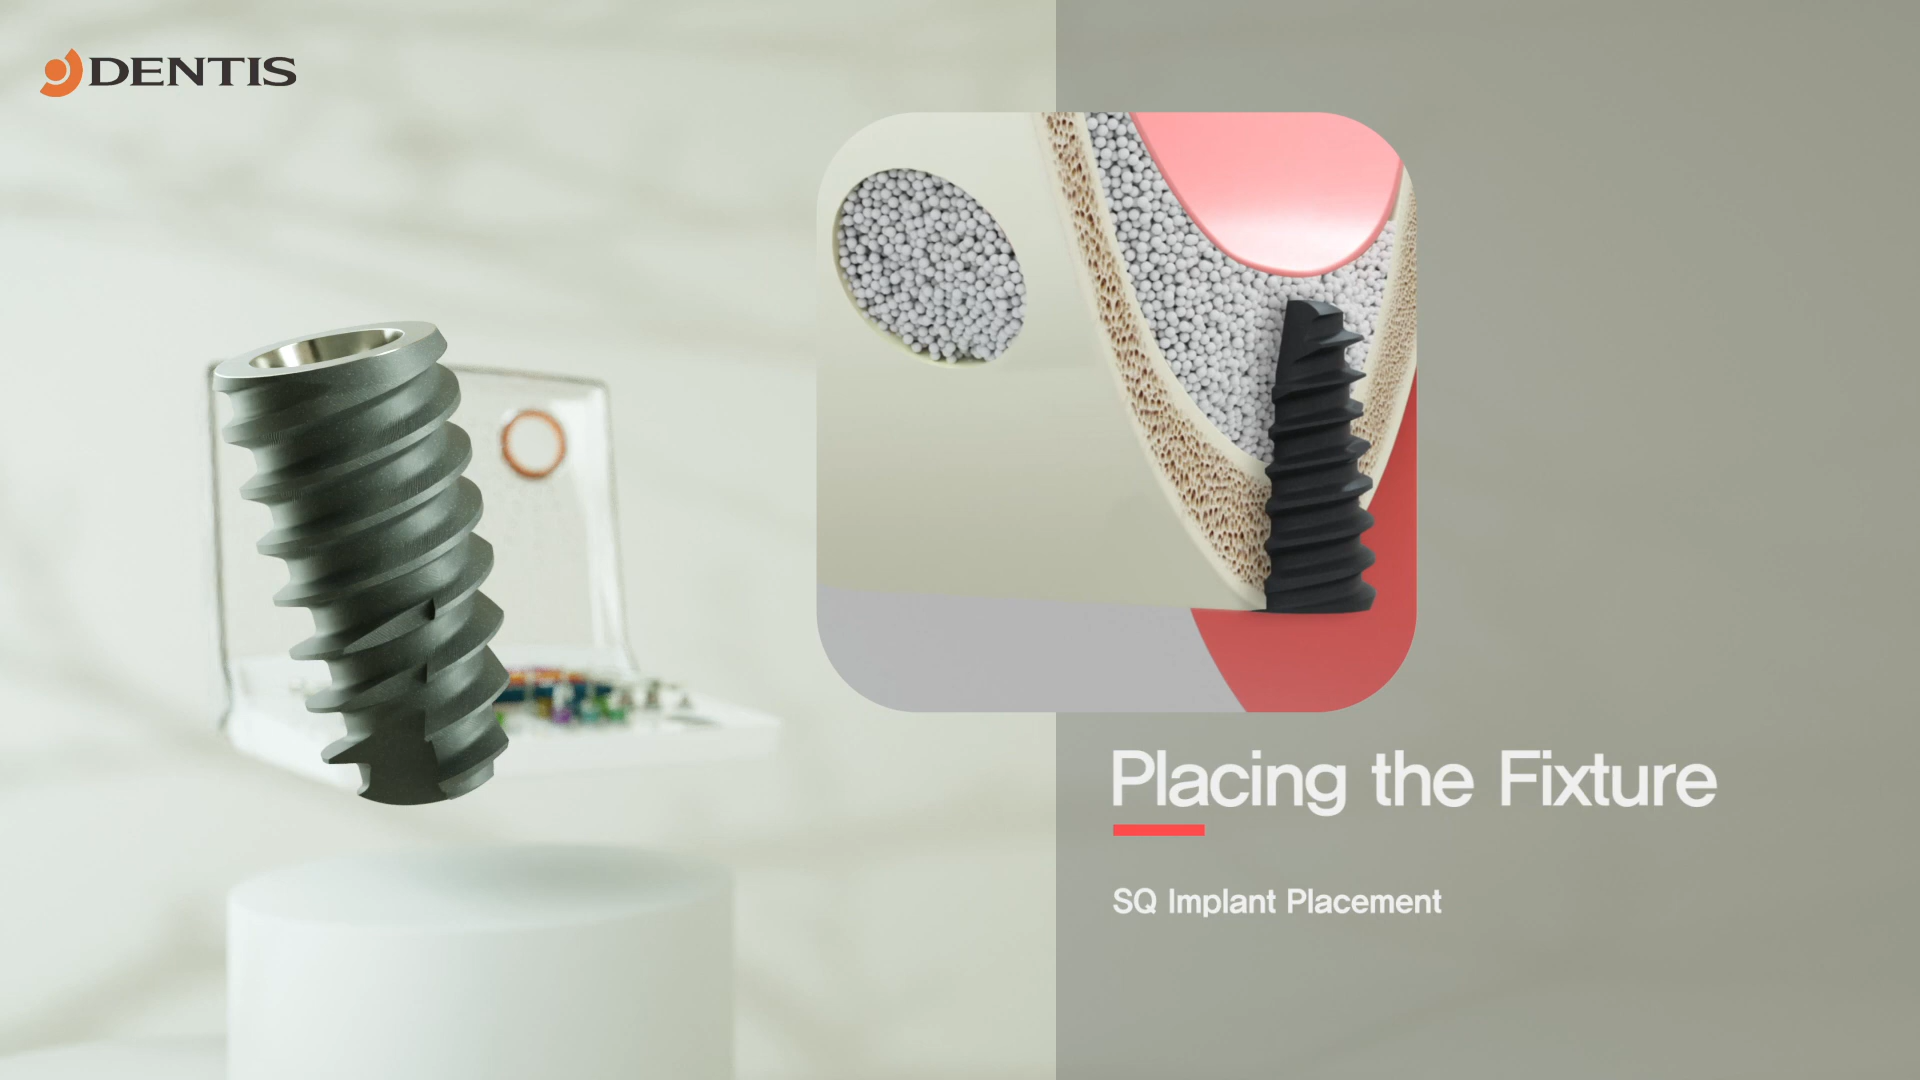 DENTIS
Placing the Fixture
SQ Implant Placement